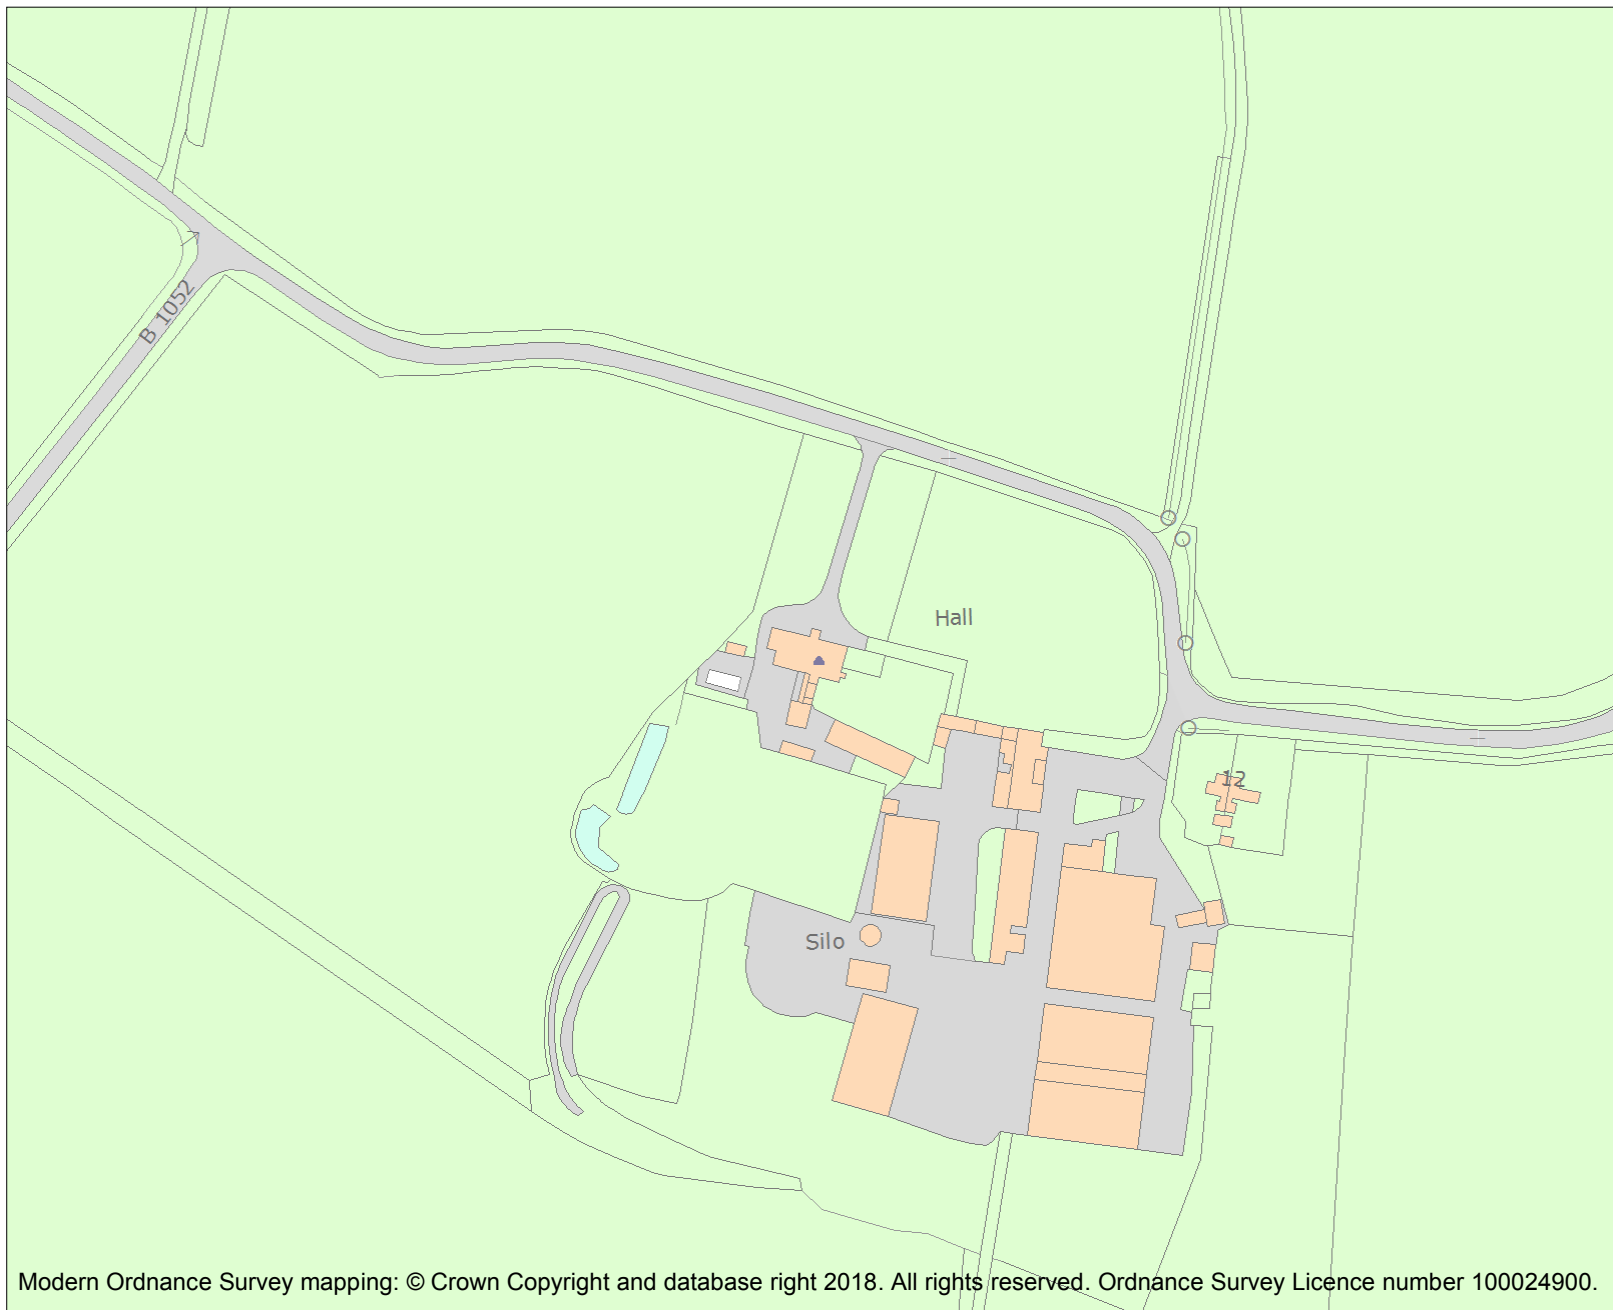 B 1052
Hall
12
Silo
Modern Ordnance Survey mapping: © Crown Copyright and database right 2018. All rights reserved. Ordnance Survey Licence number 100024900.